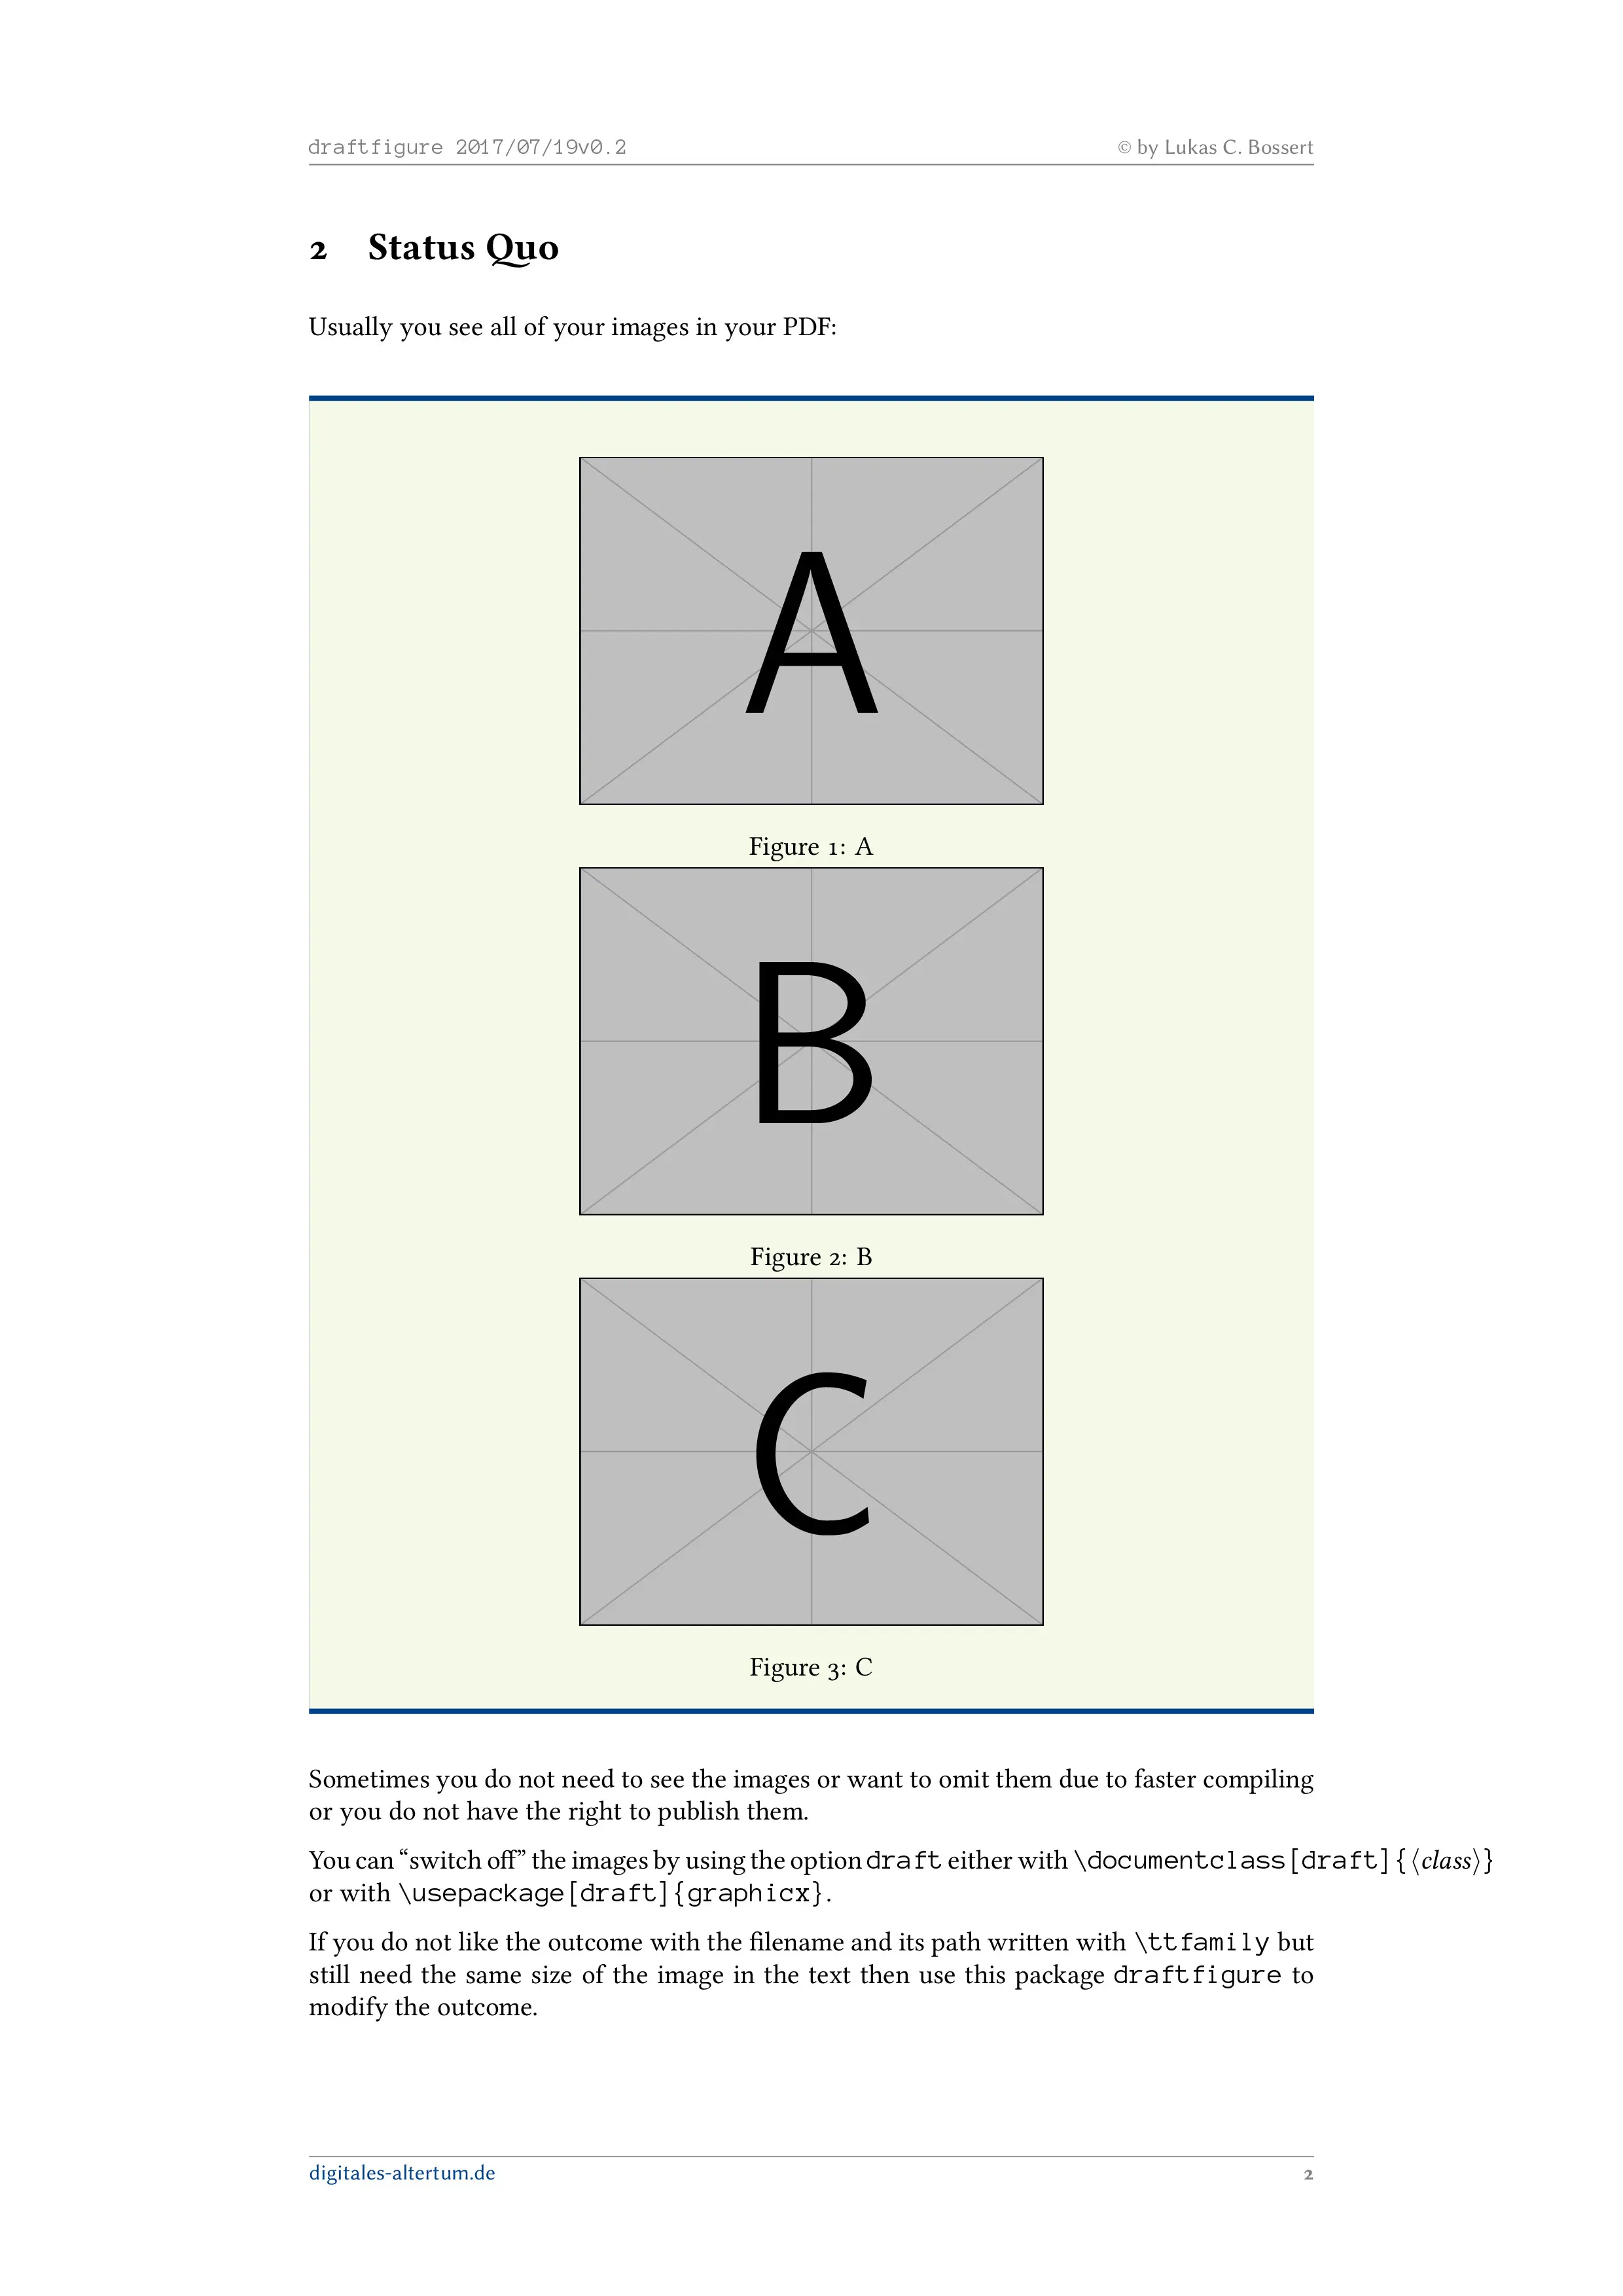 draftfigure 2017/07/19v0.2 © by Lukas C. Bossert
2 Status Quo
Usually you see all of your images in your PDF:
A
Figure 1: A
B
Figure 2: B
C
Figure 3: C
Sometimes you do not need to see the images or want to omit them due to faster compiling
or you do not have the right to publish them.
You can “switch off” the images by using the option draft either with \documentclass[draft]{⟨class⟩}
or with \usepackage[draft]{graphicx}.
If you do not like the outcome with the filename and its path written with \ttfamily but
still need the same size of the image in the text then use this package draftfigure to
modify the outcome.
digitales-altertum.de 2